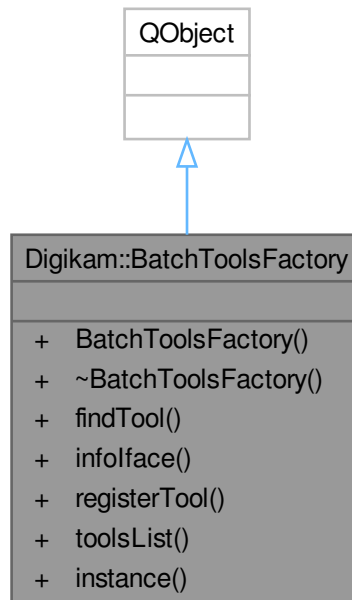 QObject
Digikam::BatchToolsFactory
+ BatchToolsFactory()
+ ~BatchToolsFactory()
+ findTool()
+ infoIface()
+ registerTool()
+ toolsList()
+ instance()